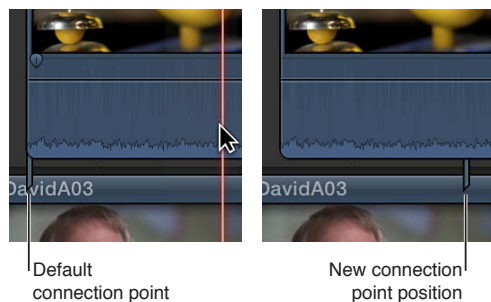 DavidA03
DavidA03
Default
connection point
New connection
point position